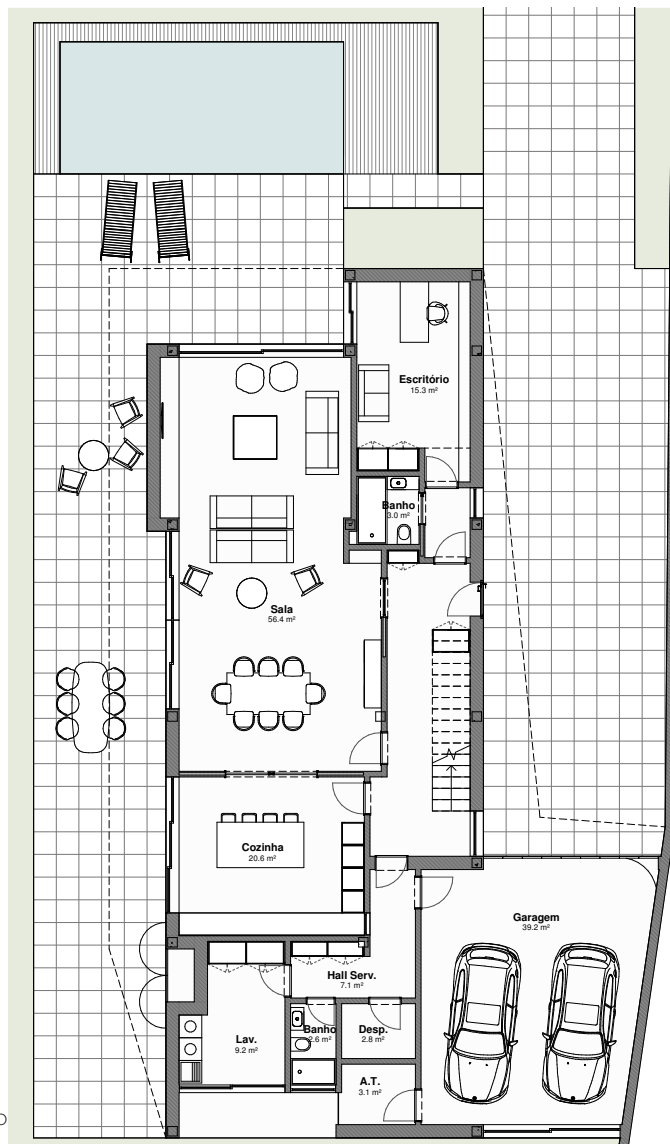 Escritório
15.3 m²
Banho
3.0 m²
Sala
56.4 m²
Cozinha
20.6 m²
Garagem
39.2 m²
Hall Serv.
7.1 m²
Lav.
9.2 m²
Banho
2.6 m²
Desp.
2.8 m²
A.T.
3.1 m²